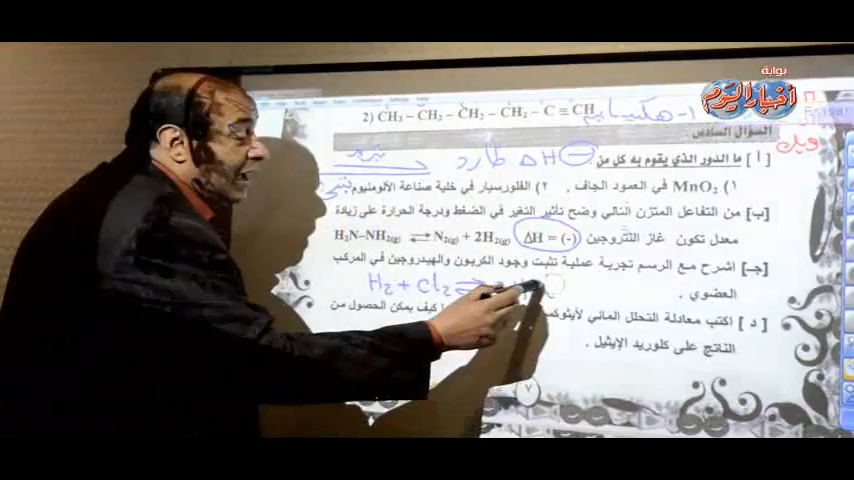 بوابة
أخبار اليوم
2) CH3 – CH2 – CH2 – CH2 – C ≡ CH
١- هكساين
السؤال السادس
[ أ ] ما الدور الذي يقوم به كل من
طارد ΔH = (-)
١) MnO2 في العمود الجاف , ٢) الفلورسبار في خلية صناعة الألومنيوم
[ب] من التفاعل المتزن التالي وضح تأثير التغير في الضغط ودرجة الحرارة على زيادة
معدل تكون غاز النتروجين ΔH = (-) H2N–NH2(g) ⇌ N2(g) + 2H2(g)
[جـ] اشرح مع الرسم تجربة عملية تثبت وجود الكربون والهيدروجين في المركب
العضوي .
H2 + Cl2 ⇌
[ د ] اكتب معادلة التحلل المائي كيف يمكن الحصول من
الناتج على كلوريد الإيثيل .
٧